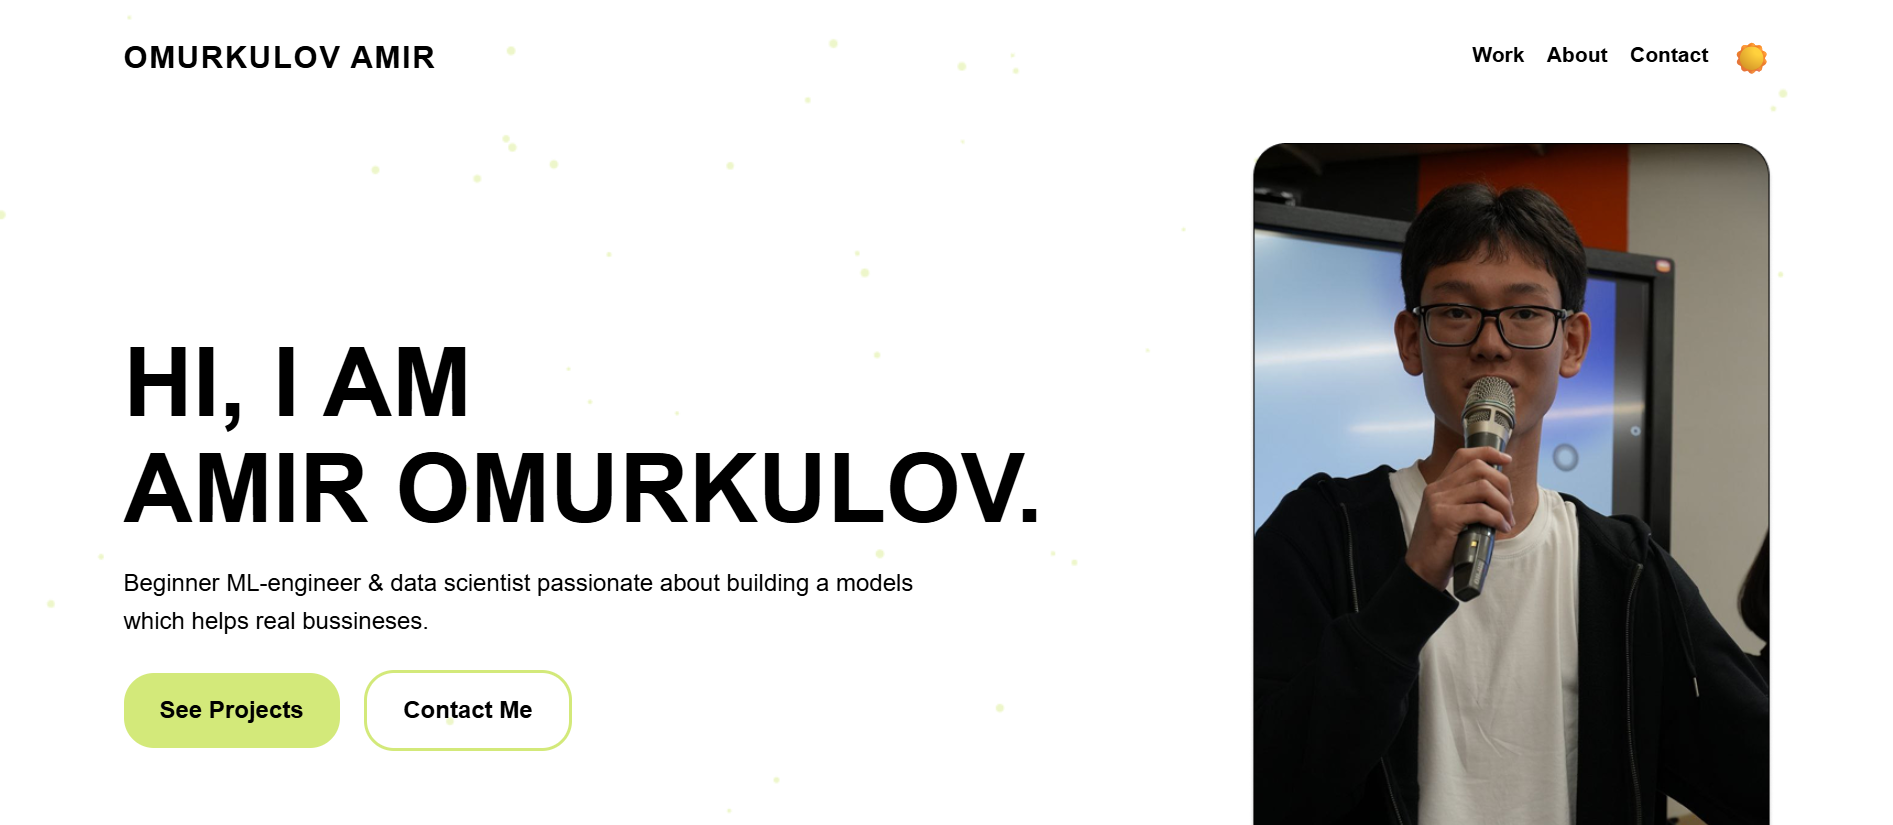 OMURKULOV AMIR
Work About Contact
HI, I AM
AMIR OMURKULOV.
Beginner ML-engineer & data scientist passionate about building a models
which helps real bussineses.
See Projects
Contact Me